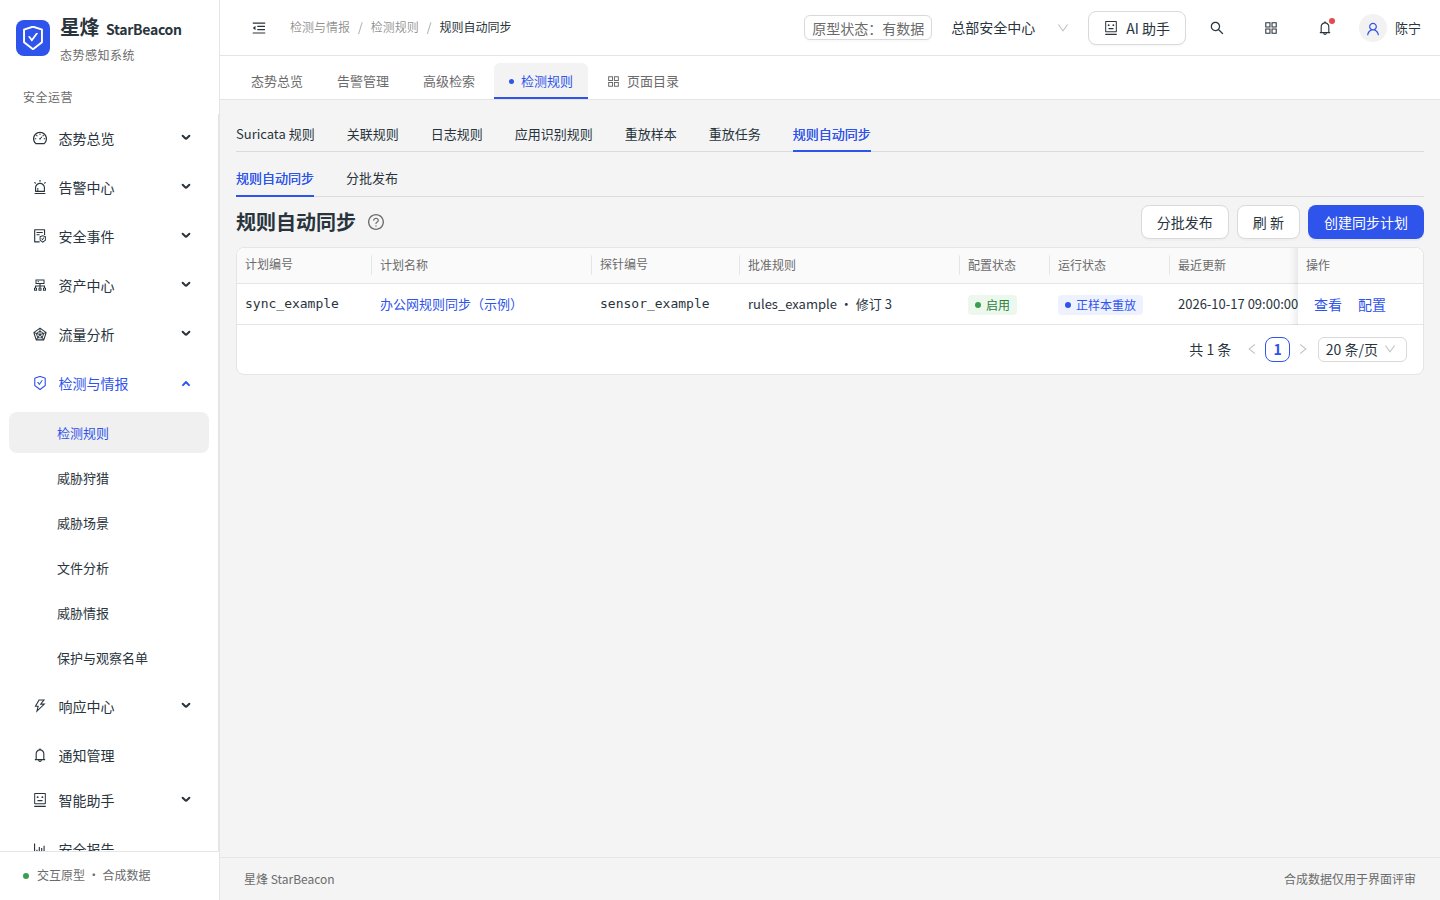 星烽 StarBeacon
态势感知系统
安全运营
态势总览
告警中心
安全事件
资产中心
流量分析
检测与情报
检测规则
威胁狩猎
威胁场景
文件分析
威胁情报
保护与观察名单
响应中心
通知管理
智能助手
安全报告
交互原型 · 合成数据
检测与情报 / 检测规则 / 规则自动同步
原型状态：有数据
总部安全中心
AI 助手
陈宁
态势总览 告警管理 高级检索 检测规则 页面目录
Suricata 规则 关联规则 日志规则 应用识别规则 重放样本 重放任务 规则自动同步
规则自动同步 分批发布
规则自动同步
分批发布 刷 新 创建同步计划
计划编号 计划名称 探针编号 批准规则 配置状态 运行状态 最近更新 操作
sync_example 办公网规则同步（示例） sensor_example rules_example · 修订 3 启用 正样本重放 2026-10-17 09:00:00 查看 配置
共 1 条 1 20 条/页
星烽 StarBeacon
合成数据仅用于界面评审